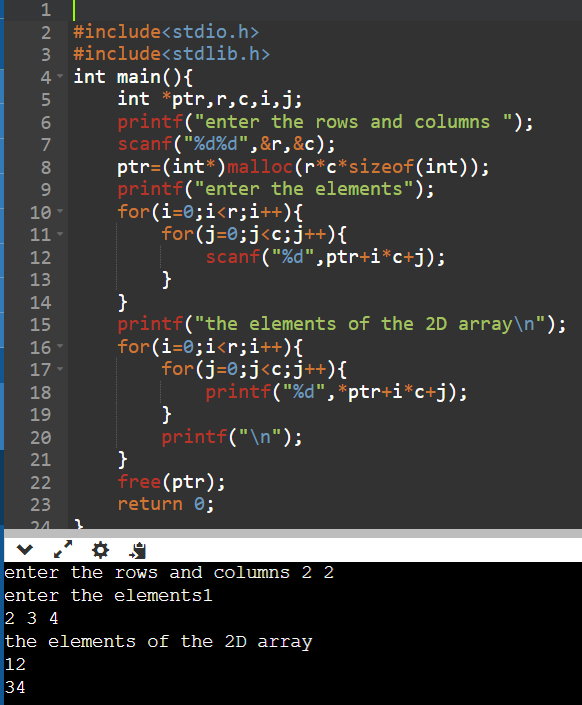 1
2 #include<stdio.h>
3 #include<stdlib.h>
4 int main(){
5     int *ptr,r,c,i,j;
6     printf("enter the rows and columns ");
7     scanf("%d%d",&r,&c);
8     ptr=(int*)malloc(r*c*sizeof(int));
9     printf("enter the elements");
10     for(i=0;i<r;i++){
11         for(j=0;j<c;j++){
12             scanf("%d",ptr+i*c+j);
13         }
14     }
15     printf("the elements of the 2D array\n");
16     for(i=0;i<r;i++){
17         for(j=0;j<c;j++){
18             printf("%d",*ptr+i*c+j);
19         }
20         printf("\n");
21     }
22     free(ptr);
23     return 0;
24 }
enter the rows and columns 2 2
enter the elements1
2 3 4
the elements of the 2D array
12
34